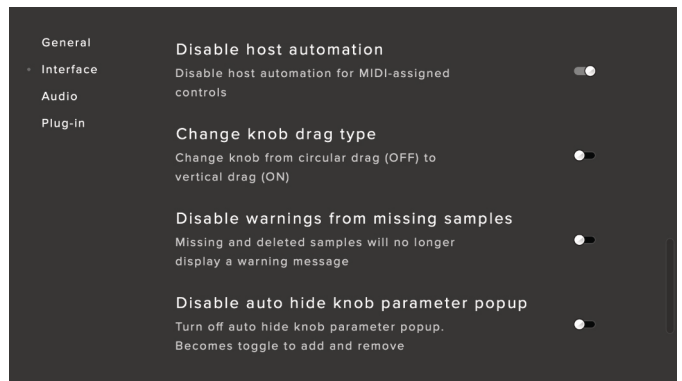 General
Interface
Audio
Plug-in
Disable host automation
Disable host automation for MIDI-assigned
controls
Change knob drag type
Change knob from circular drag (OFF) to
vertical drag (ON)
Disable warnings from missing samples
Missing and deleted samples will no longer
display a warning message
Disable auto hide knob parameter popup
Turn off auto hide knob parameter popup.
Becomes toggle to add and remove